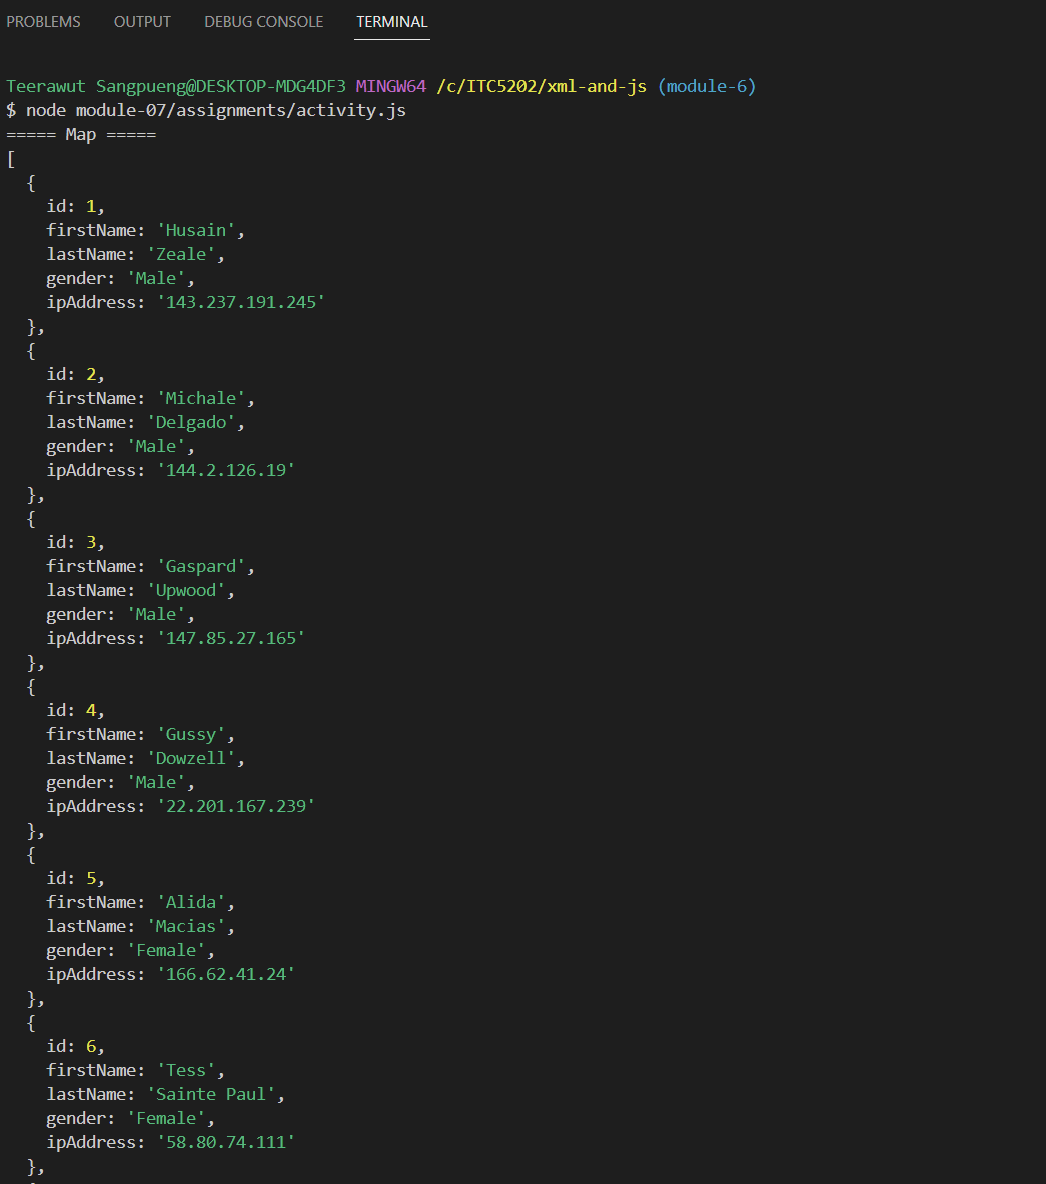 PROBLEMS OUTPUT DEBUG CONSOLE TERMINAL
Teerawut Sangpueng@DESKTOP-MDG4DF3 MINGW64 /c/ITC5202/xml-and-js (module-6)
$ node module-07/assignments/activity.js
===== Map =====
[
  {
    id: 1,
    firstName: 'Husain',
    lastName: 'Zeale',
    gender: 'Male',
    ipAddress: '143.237.191.245'
  },
  {
    id: 2,
    firstName: 'Michale',
    lastName: 'Delgado',
    gender: 'Male',
    ipAddress: '144.2.126.19'
  },
  {
    id: 3,
    firstName: 'Gaspard',
    lastName: 'Upwood',
    gender: 'Male',
    ipAddress: '147.85.27.165'
  },
  {
    id: 4,
    firstName: 'Gussy',
    lastName: 'Dowzell',
    gender: 'Male',
    ipAddress: '22.201.167.239'
  },
  {
    id: 5,
    firstName: 'Alida',
    lastName: 'Macias',
    gender: 'Female',
    ipAddress: '166.62.41.24'
  },
  {
    id: 6,
    firstName: 'Tess',
    lastName: 'Sainte Paul',
    gender: 'Female',
    ipAddress: '58.80.74.111'
  },